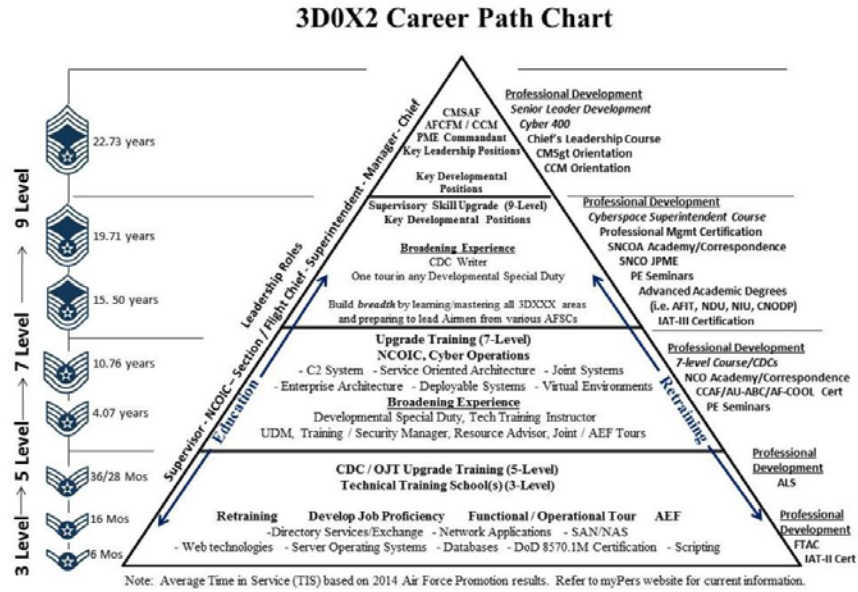 3D0X2 Career Path Chart
9 Level
7 Level
5 Level
3 Level
22.73 years
19.71 years
15. 50 years
10.76 years
4.07 years
36/28 Mos
16 Mos
6 Mos
Leadership Roles
Supervisor - NCOIC – Section / Flight Chief - Superintendent - Manager - Chief
Education
Retraining
CMSAF
AFCFM / CCM
PME Commandant
Key Leadership Positions
Key Developmental
Positions
Supervisory Skill Upgrade (9-Level)
Key Developmental Positions
Broadening Experience
CDC Writer
One tour in any Developmental Special Duty
Build breadth by learning/mastering all 3DXXX areas
and preparing to lead Airmen from various AFSCs
Upgrade Training (7-Level)
NCOIC, Cyber Operations
- C2 System - Service Oriented Architecture - Joint Systems
- Enterprise Architecture - Deployable Systems - Virtual Environments
Broadening Experience
Developmental Special Duty, Tech Training Instructor
UDM, Training / Security Manager, Resource Advisor, Joint / AEF Tours
CDC / OJT Upgrade Training (5-Level)
Technical Training School(s) (3-Level)
Retraining Develop Job Proficiency Functional / Operational Tour AEF
-Directory Services/Exchange - Network Applications - SAN/NAS
- Web technologies - Server Operating Systems - Databases - DoD 8570.1M Certification - Scripting
Professional Development
Senior Leader Development
Cyber 400
Chief's Leadership Course
CMSgt Orientation
CCM Orientation
Professional Development
Cyberspace Superintendent Course
Professional Mgmt Certification
SNCOA Academy/Correspondence
SNCO JPME
PE Seminars
Advanced Academic Degrees
(i.e. AFIT, NDU, NIU, CNODP)
IAT-III Certification
Professional Development
7-level Course/CDCs
NCO Academy/Correspondence
CCAF/AU-ABC/AF-COOL Cert
PE Seminars
Professional
Development
ALS
Professional
Development
FTAC
IAT-II Cert
Note: Average Time in Service (TIS) based on 2014 Air Force Promotion results. Refer to myPers website for current information.